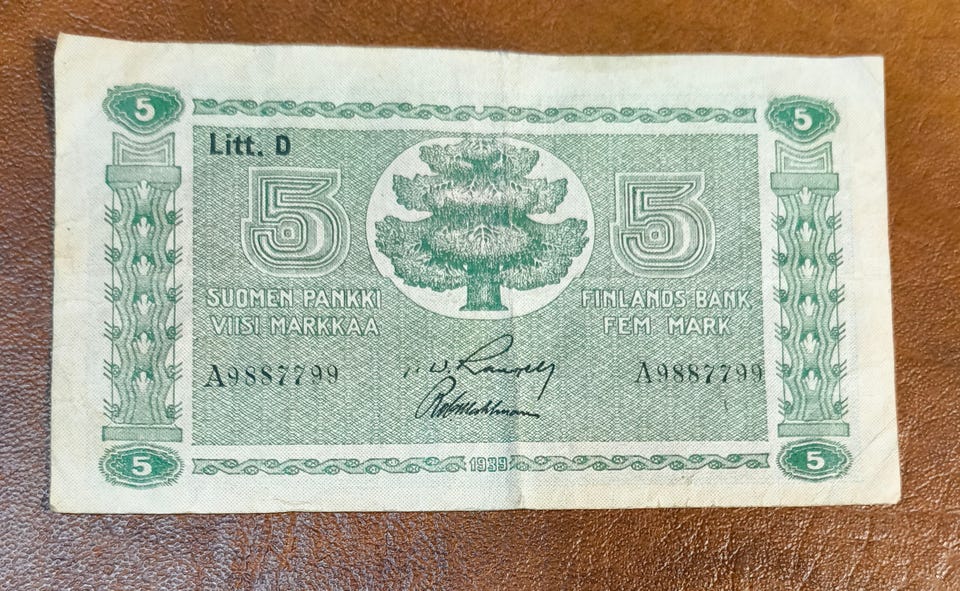 5 5
Litt. D
5 5
SUOMEN PANKKI FINLANDS BANK
VIISI MARKKAA FEM MARK
A9887799 A9887799
1939
5 5